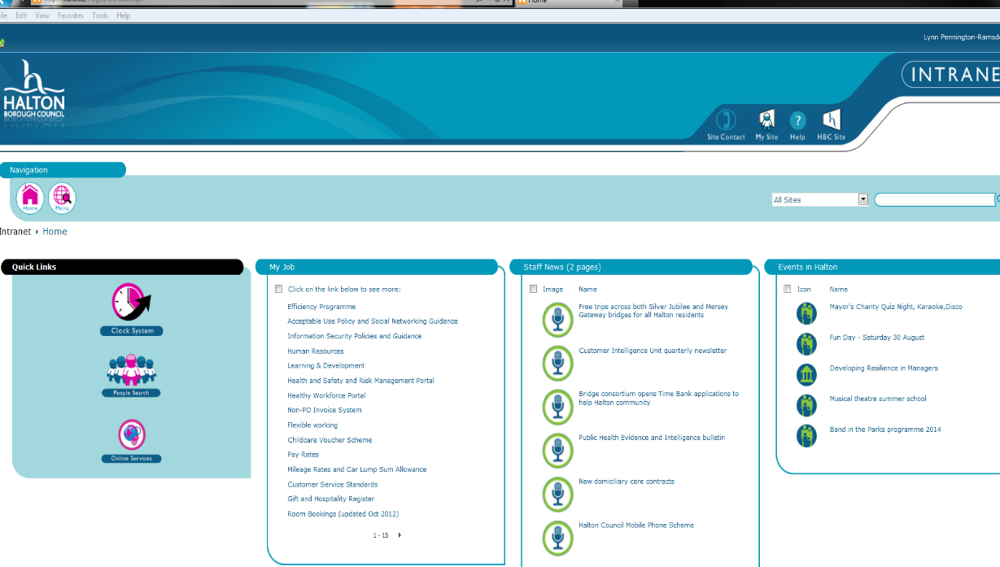 Home
File Edit View Favorites Tools Help
Lynn Pennington-Ramsd
INTRANE
HALTON
BOROUGH COUNCIL
Site Contact My Site Help HBC Site
Navigation
Home Menu
All Sites
Intranet Home
Quick Links
Clock System
People Search
Online Services
My Job
Click on the link below to see more:
Efficiency Programme
Acceptable Use Policy and Social Networking Guidance
Information Security Policies and Guidance
Human Resources
Learning & Development
Health and Safety and Risk Management Portal
Healthy Workforce Portal
Non-PO Invoice System
Flexible working
Childcare Voucher Scheme
Pay Rates
Mileage Rates and Car Lump Sum Allowance
Customer Service Standards
Gift and Hospitality Register
Room Bookings (updated Oct 2012)
1 - 15
Staff News (2 pages)
Image Name
Free trips across both Silver Jubilee and Mersey
Gateway bridges for all Halton residents
Customer Intelligence Unit quarterly newsletter
Bridge consortium opens Time Bank applications to
help Halton community
Public Health Evidence and Intelligence bulletin
New domiciliary care contracts
Halton Council Mobile Phone Scheme
Events in Halton
Icon Name
Mayor's Charity Quiz Night, Karaoke,Disco
Fun Day - Saturday 30 August
Developing Resilience in Managers
Musical theatre summer school
Band in the Parks programme 2014